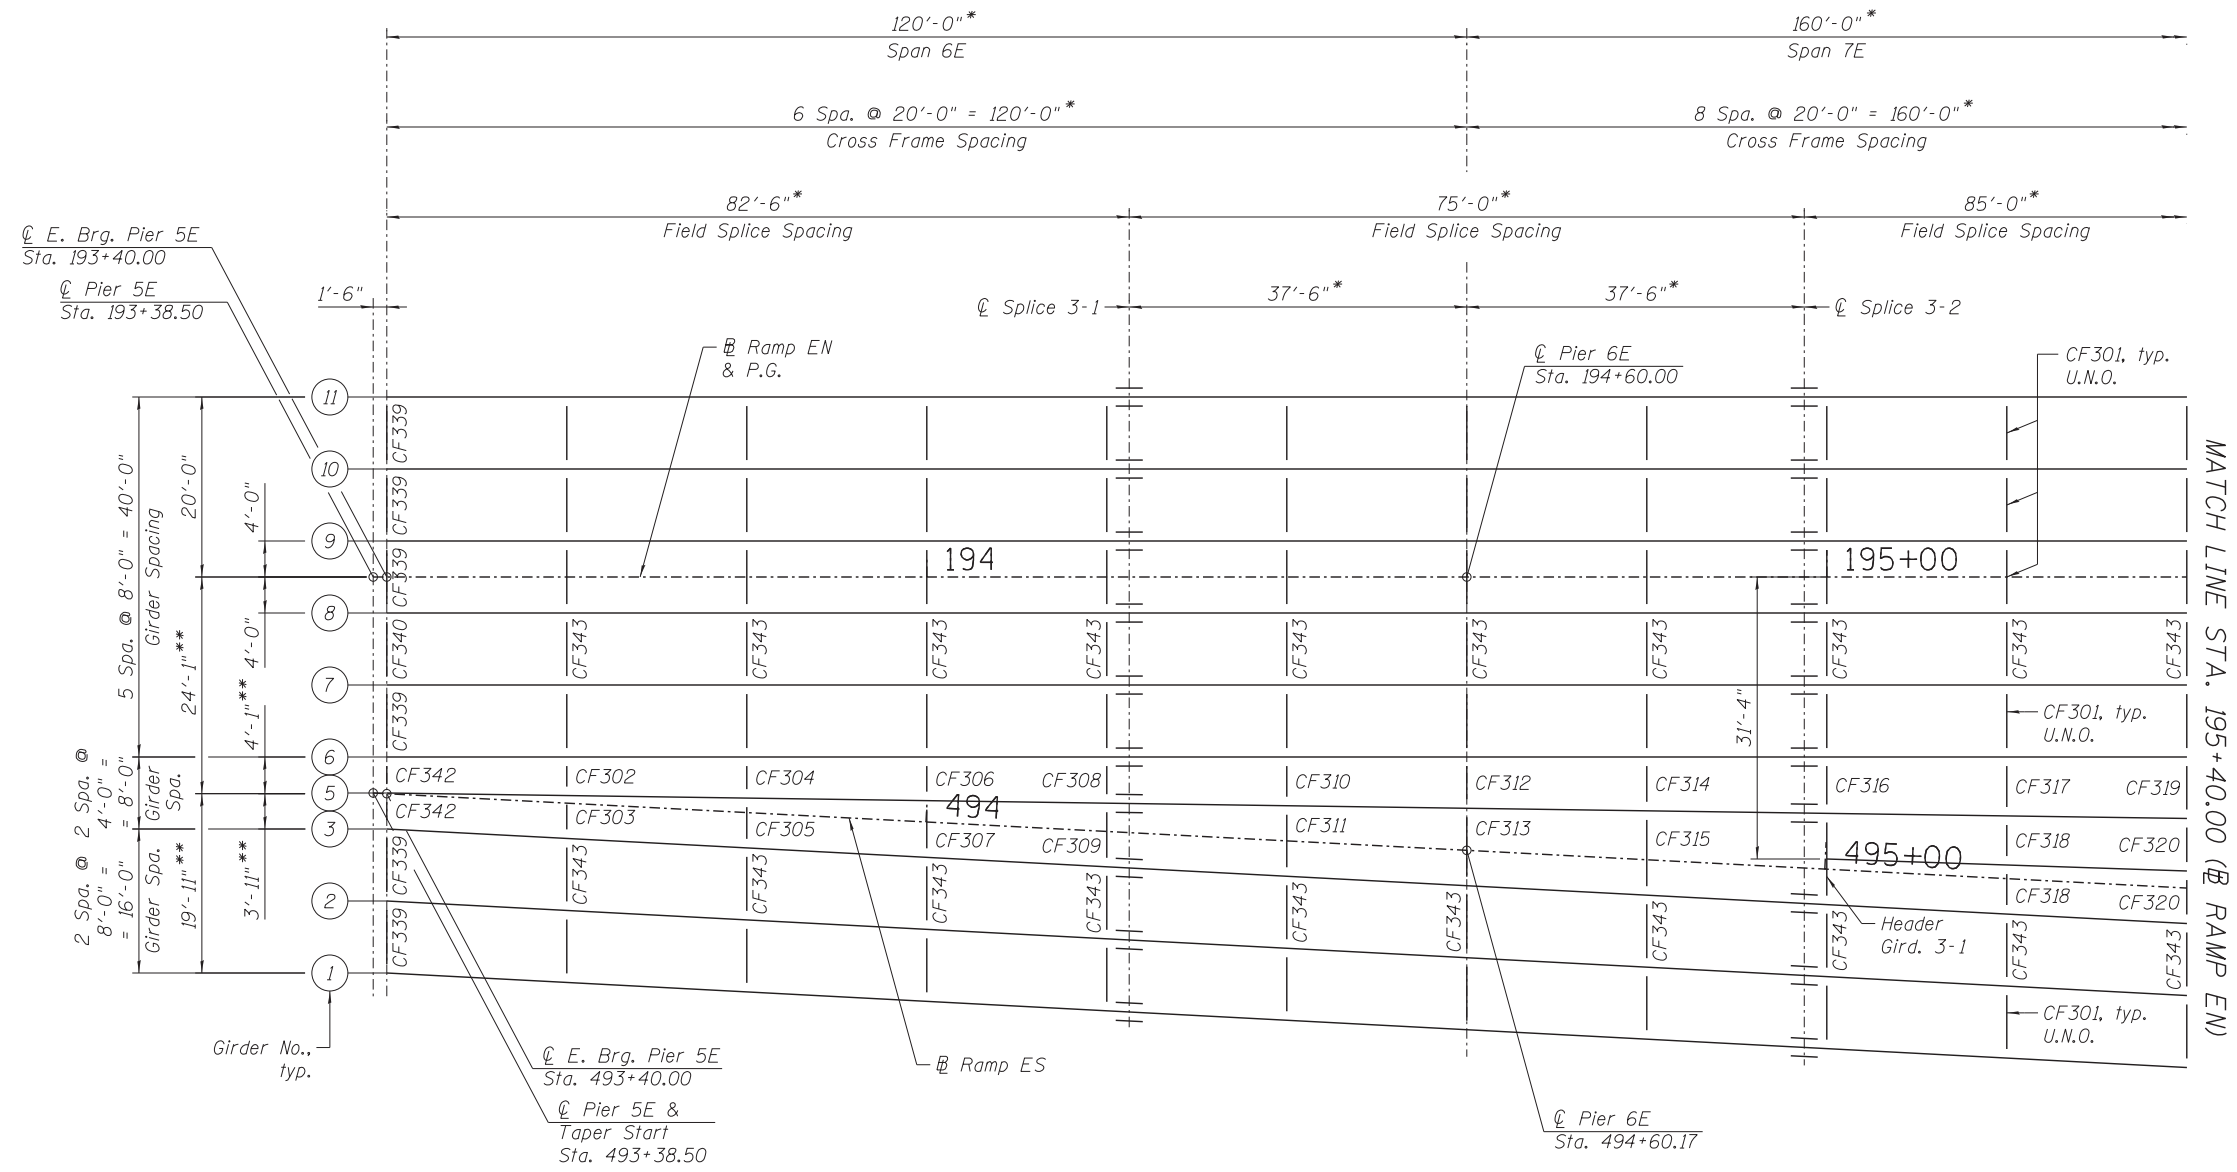 120'-0"*
Span 6E
160'-0"*
Span 7E
6 Spa. @ 20'-0" = 120'-0"*
Cross Frame Spacing
8 Spa. @ 20'-0" = 160'-0"*
Cross Frame Spacing
82'-6"*
Field Splice Spacing
75'-0"*
Field Splice Spacing
85'-0"*
Field Splice Spacing
℄ E. Brg. Pier 5E
Sta. 193+40.00
℄ Pier 5E
Sta. 193+38.50
1'-6"
℄ Splice 3-1
37'-6"*
37'-6"*
℄ Splice 3-2
℄ Ramp EN
& P.G.
℄ Pier 6E
Sta. 194+60.00
CF301, typ.
U.N.O.
11
10
9
8
7
6
5
3
2
1
5 Spa. @ 8'-0" = 40'-0"
Girder Spacing
20'-0"
24'-1"**
4'-0"
4'-0"
4'-1"**
3'-11"**
19'-11"**
2 Spa. @
8'-0" =
= 16'-0"
Girder Spa.
2 Spa. @
4'-0" =
= 8'-0"
Girder
Spa.
CF339
CF339
CF339
CF340
CF339
CF339
CF339
194
195+00
CF343
CF343
CF343
CF343
CF343
CF343
CF343
CF343
CF343
CF343
31'-4"
CF301, typ.
U.N.O.
CF342
CF302
CF304
CF306
CF308
CF310
CF312
CF314
CF316
CF317
CF319
494
CF342
CF303
CF305
CF307
CF309
CF311
CF313
CF315
495+00
CF318
CF320
CF318
CF320
CF343
CF343
CF343
CF343
CF343
CF343
CF343
CF343
CF343
CF343
Header
Gird. 3-1
CF301, typ.
U.N.O.
Girder No.,
typ.
℄ E. Brg. Pier 5E
Sta. 493+40.00
℄ Pier 5E &
Taper Start
Sta. 493+38.50
℄ Ramp ES
℄ Pier 6E
Sta. 494+60.17
MATCH LINE STA. 195+40.00 (℄ RAMP EN)